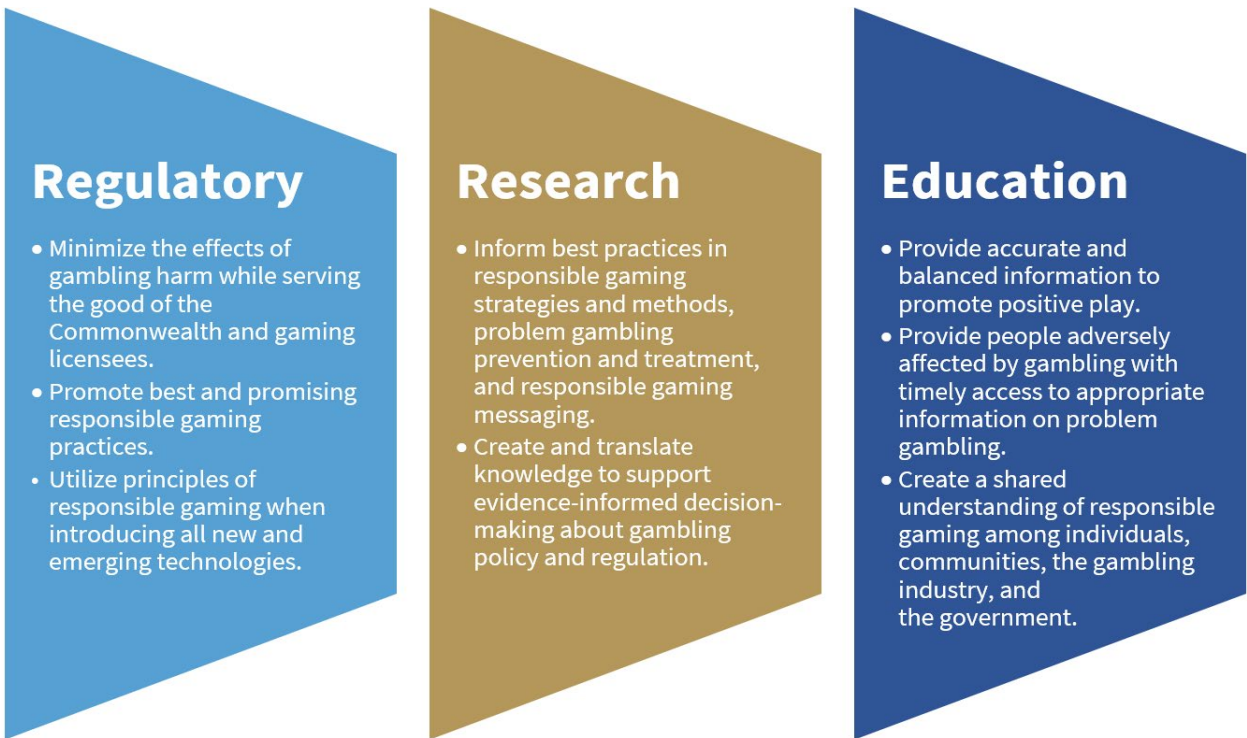 Regulatory
• Minimize the effects of
gambling harm while serving
the good of the
Commonwealth and gaming
licensees.
• Promote best and promising
responsible gaming
practices.
• Utilize principles of
responsible gaming when
introducing all new and
emerging technologies.
Research
• Inform best practices in
responsible gaming
strategies and methods,
problem gambling
prevention and treatment,
and responsible gaming
messaging.
• Create and translate
knowledge to support
evidence-informed decision-
making about gambling
policy and regulation.
Education
• Provide accurate and
balanced information to
promote positive play.
• Provide people adversely
affected by gambling with
timely access to appropriate
information on problem
gambling.
• Create a shared
understanding of responsible
gaming among individuals,
communities, the gambling
industry, and
the government.